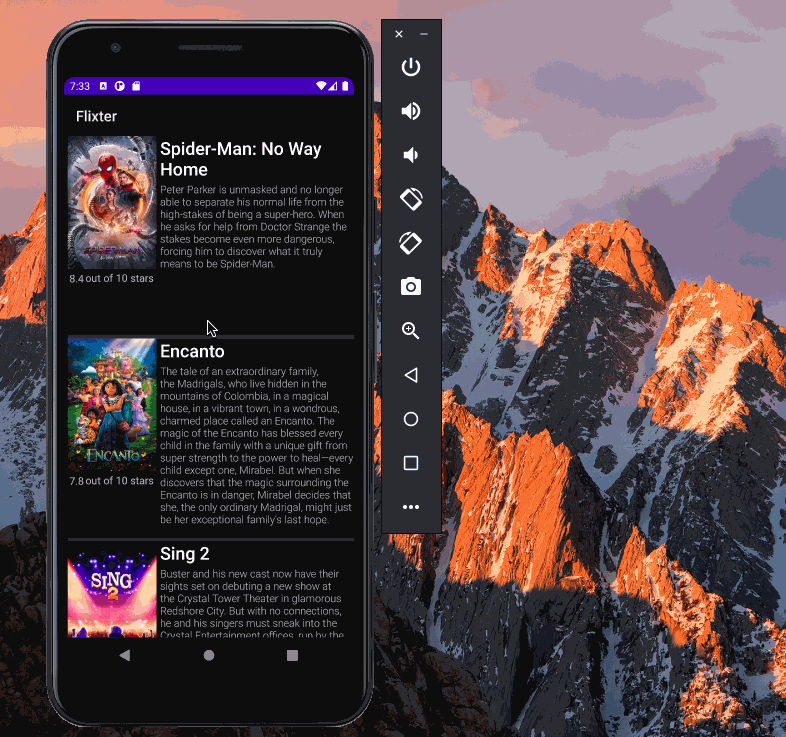 7:33
Flixter
Spider-Man: No Way
Home
Peter Parker is unmasked and no longer
able to separate his normal life from the
high-stakes of being a super-hero. When
he asks for help from Doctor Strange the
stakes become even more dangerous,
forcing him to discover what it truly
means to be Spider-Man.
8.4 out of 10 stars
Encanto
The tale of an extraordinary family,
the Madrigals, who live hidden in the
mountains of Colombia, in a magical
house, in a vibrant town, in a wondrous,
charmed place called an Encanto. The
magic of the Encanto has blessed every
child in the family with a unique gift from
super strength to the power to heal—every
child except one, Mirabel. But when she
discovers that the magic surrounding the
Encanto is in danger, Mirabel decides that
she, the only ordinary Madrigal, might just
be her exceptional family's last hope.
ENCANTO
7.8 out of 10 stars
Sing 2
Buster and his new cast now have their
sights set on debuting a new show at
the Crystal Tower Theater in glamorous
Redshore City. But with no connections,
he and his singers must sneak into the
Crystal Entertainment offices, run by the
SING
2